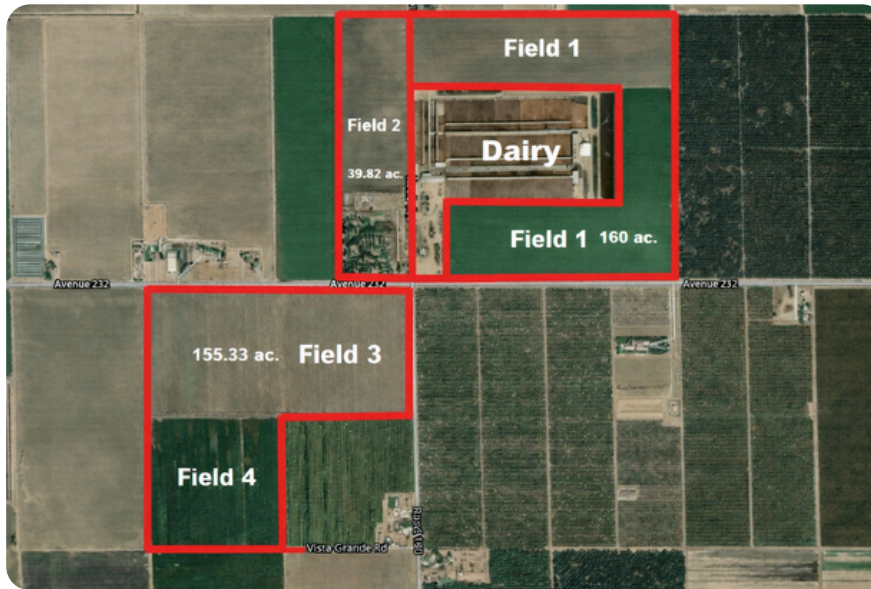 Field 1
Field 2
Dairy
39.82 ac.
Field 1 160 ac.
Avenue 232
Avenue 232
Avenue 232
155.33 ac. Field 3
Field 4
Vista Grande Rd